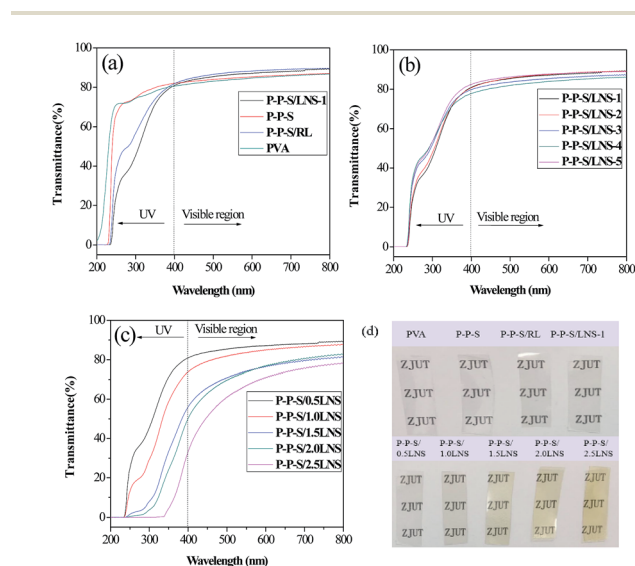 (a)
Transmittance(%)
100
80
60
40
20
0
P-P-S/LNS-1
P-P-S
P-P-S/RL
PVA
UV
Visible region
200 300 400 500 600 700 800
Wavelength (nm)
(b)
Transmittance(%)
100
80
60
40
20
0
P-P-S/LNS-1
P-P-S/LNS-2
P-P-S/LNS-3
P-P-S/LNS-4
P-P-S/LNS-5
UV
Visible region
200 300 400 500 600 700 800
Wavelength (nm)
(c)
Transmittance(%)
100
80
60
40
20
0
UV
Visible region
P-P-S/0.5LNS
P-P-S/1.0LNS
P-P-S/1.5LNS
P-P-S/2.0LNS
P-P-S/2.5LNS
200 300 400 500 600 700 800
Wavelength (nm)
(d)
PVA P-P-S P-P-S/RL P-P-S/LNS-1
ZJUT ZJUT ZJUT ZJUT
ZJUT ZJUT ZJUT ZJUT
ZJUT ZJUT ZJUT ZJUT
P-P-S/ P-P-S/ P-P-S/ P-P-S/ P-P-S/
0.5LNS 1.0LNS 1.5LNS 2.0LNS 2.5LNS
ZJUT ZJUT ZJUT ZJUT ZJUT
ZJUT ZJUT ZJUT ZJUT ZJUT
ZJUT ZJUT ZJUT ZJUT ZJUT